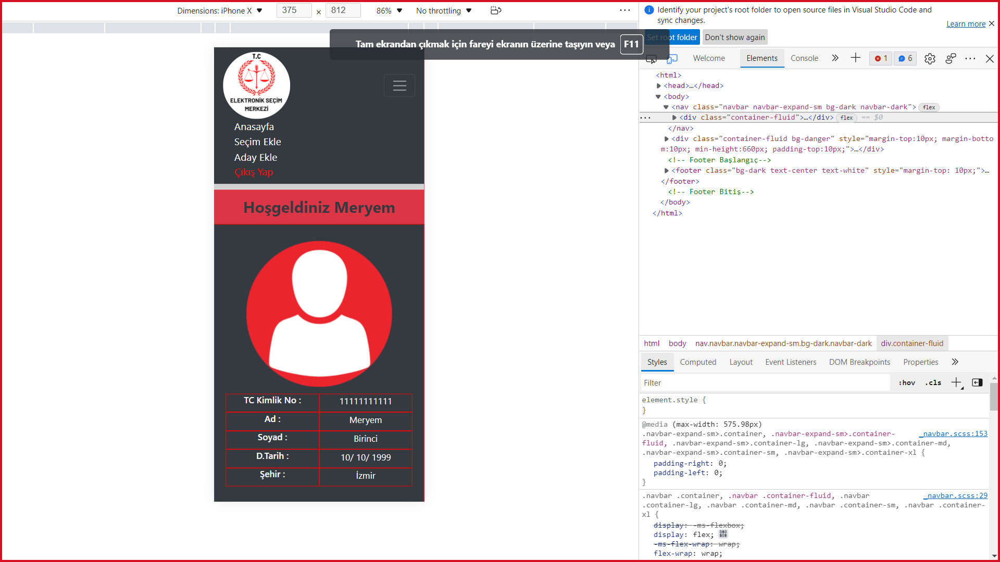 Dimensions: iPhone X
375
×
812
86%
No throttling
Identify your project's root folder to open source files in Visual Studio Code and
sync changes.
Learn more
Set root folder
Don't show again
Tam ekrandan çıkmak için fareyi ekranın üzerine taşıyın veya
F11
Welcome
Elements
Console
1
6
T.C
ELEKTRONİK SEÇİM
MERKEZİ
Anasayfa
Seçim Ekle
Aday Ekle
Çıkış Yap
Hoşgeldiniz Meryem
TC Kimlik No :
11111111111
Ad :
Meryem
Soyad :
Birinci
D.Tarih :
10/ 10/ 1999
Şehir :
İzmir
<html>
<head>…</head>
<body>
<nav class="navbar navbar-expand-sm bg-dark navbar-dark"> flex
<div class="container-fluid">…</div> flex == $0
</nav>
<div class="container-fluid bg-danger" style="margin-top:10px; margin-botto
m:10px; min-height:660px; padding-top:10px;">…</div>
<!-- Footer Başlangıç-->
<footer class="bg-dark text-center text-white" style="margin-top: 10px;">…
</footer>
<!-- Footer Bitiş-->
</body>
</html>
html
body
nav.navbar.navbar-expand-sm.bg-dark.navbar-dark
div.container-fluid
Styles
Computed
Layout
Event Listeners
DOM Breakpoints
Properties
Filter
:hov
.cls
element.style {
}
@media (max-width: 575.98px)
.navbar-expand-sm>.container, .navbar-expand-sm>.container-
_navbar.scss:153
fluid, .navbar-expand-sm>.container-lg, .navbar-expand-sm>.container-md,
.navbar-expand-sm>.container-sm, .navbar-expand-sm>.container-xl {
padding-right: 0;
padding-left: 0;
}
.navbar .container, .navbar .container-fluid, .navbar
_navbar.scss:29
.container-lg, .navbar .container-md, .navbar .container-sm, .navbar .container-
xl {
display: -ms-flexbox;
display: flex;
-ms-flex-wrap: wrap;
flex-wrap: wrap;